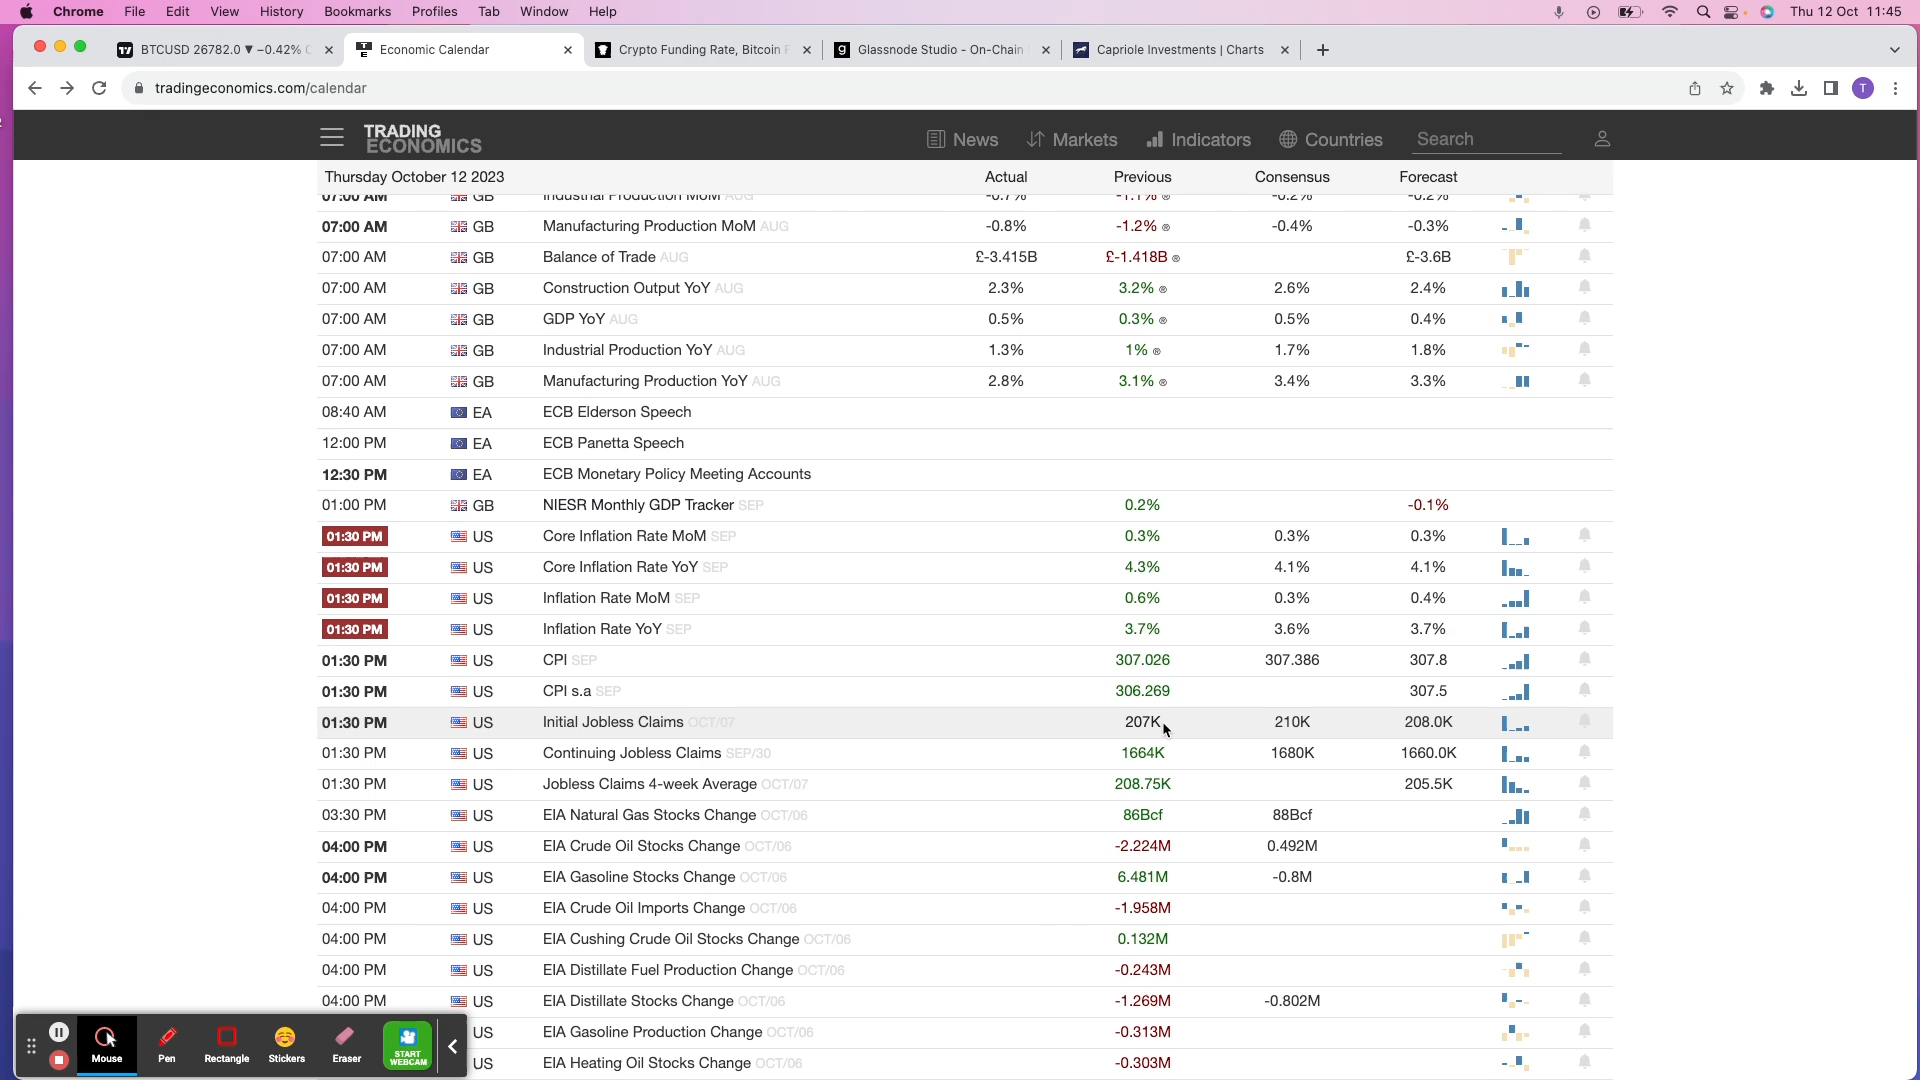 Chrome File Edit View History Bookmarks Profiles Tab Window Help Thu 12 Oct 11:45
BTCUSD 26782.0 ▼ −0.42% Economic Calendar Crypto Funding Rate, Bitcoin Glassnode Studio - On-Chain Capriole Investments | Charts
tradingeconomics.com/calendar T
TRADING ECONOMICS News Markets Indicators Countries Search
Thursday October 12 2023 Actual Previous Consensus Forecast
07:00 AM GB Industrial Production MoM AUG -0.7% -1.1% ® -0.2% -0.2%
07:00 AM GB Manufacturing Production MoM AUG -0.8% -1.2% ® -0.4% -0.3%
07:00 AM GB Balance of Trade AUG £-3.415B £-1.418B ® £-3.6B
07:00 AM GB Construction Output YoY AUG 2.3% 3.2% ® 2.6% 2.4%
07:00 AM GB GDP YoY AUG 0.5% 0.3% ® 0.5% 0.4%
07:00 AM GB Industrial Production YoY AUG 1.3% 1% ® 1.7% 1.8%
07:00 AM GB Manufacturing Production YoY AUG 2.8% 3.1% ® 3.4% 3.3%
08:40 AM EA ECB Elderson Speech
12:00 PM EA ECB Panetta Speech
12:30 PM EA ECB Monetary Policy Meeting Accounts
01:00 PM GB NIESR Monthly GDP Tracker SEP 0.2% -0.1%
01:30 PM US Core Inflation Rate MoM SEP 0.3% 0.3% 0.3%
01:30 PM US Core Inflation Rate YoY SEP 4.3% 4.1% 4.1%
01:30 PM US Inflation Rate MoM SEP 0.6% 0.3% 0.4%
01:30 PM US Inflation Rate YoY SEP 3.7% 3.6% 3.7%
01:30 PM US CPI SEP 307.026 307.386 307.8
01:30 PM US CPI s.a SEP 306.269 307.5
01:30 PM US Initial Jobless Claims OCT/07 207K 210K 208.0K
01:30 PM US Continuing Jobless Claims SEP/30 1664K 1680K 1660.0K
01:30 PM US Jobless Claims 4-week Average OCT/07 208.75K 205.5K
03:30 PM US EIA Natural Gas Stocks Change OCT/06 86Bcf 88Bcf
04:00 PM US EIA Crude Oil Stocks Change OCT/06 -2.224M 0.492M
04:00 PM US EIA Gasoline Stocks Change OCT/06 6.481M -0.8M
04:00 PM US EIA Crude Oil Imports Change OCT/06 -1.958M
04:00 PM US EIA Cushing Crude Oil Stocks Change OCT/06 0.132M
04:00 PM US EIA Distillate Fuel Production Change OCT/06 -0.243M
04:00 PM US EIA Distillate Stocks Change OCT/06 -1.269M -0.802M
US EIA Gasoline Production Change OCT/06 -0.313M
US EIA Heating Oil Stocks Change OCT/06 -0.303M
Mouse Pen Rectangle Stickers Eraser START WEBCAM